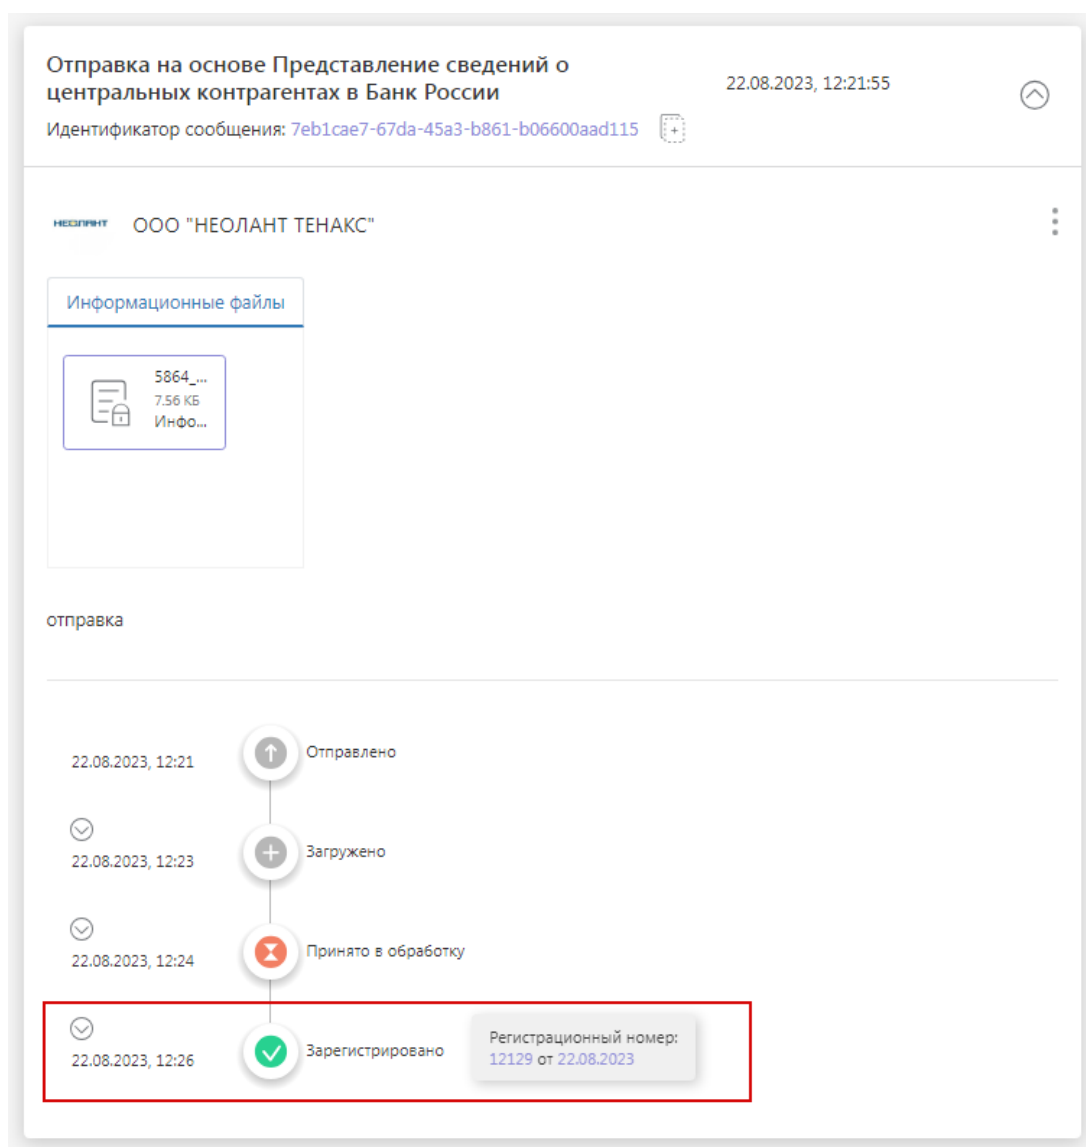 Отправка на основе Представление сведений о
центральных контрагентах в Банк России
22.08.2023, 12:21:55
Идентификатор сообщения: 7eb1cae7-67da-45a3-b861-b06600aad115
НЕОЛАНТ ООО "НЕОЛАНТ ТЕНАКС"
Информационные файлы
5864_...
7.56 КБ
Инфо...
отправка
22.08.2023, 12:21 Отправлено
22.08.2023, 12:23 Загружено
22.08.2023, 12:24 Принято в обработку
22.08.2023, 12:26 Зарегистрировано
Регистрационный номер:
12129 от 22.08.2023